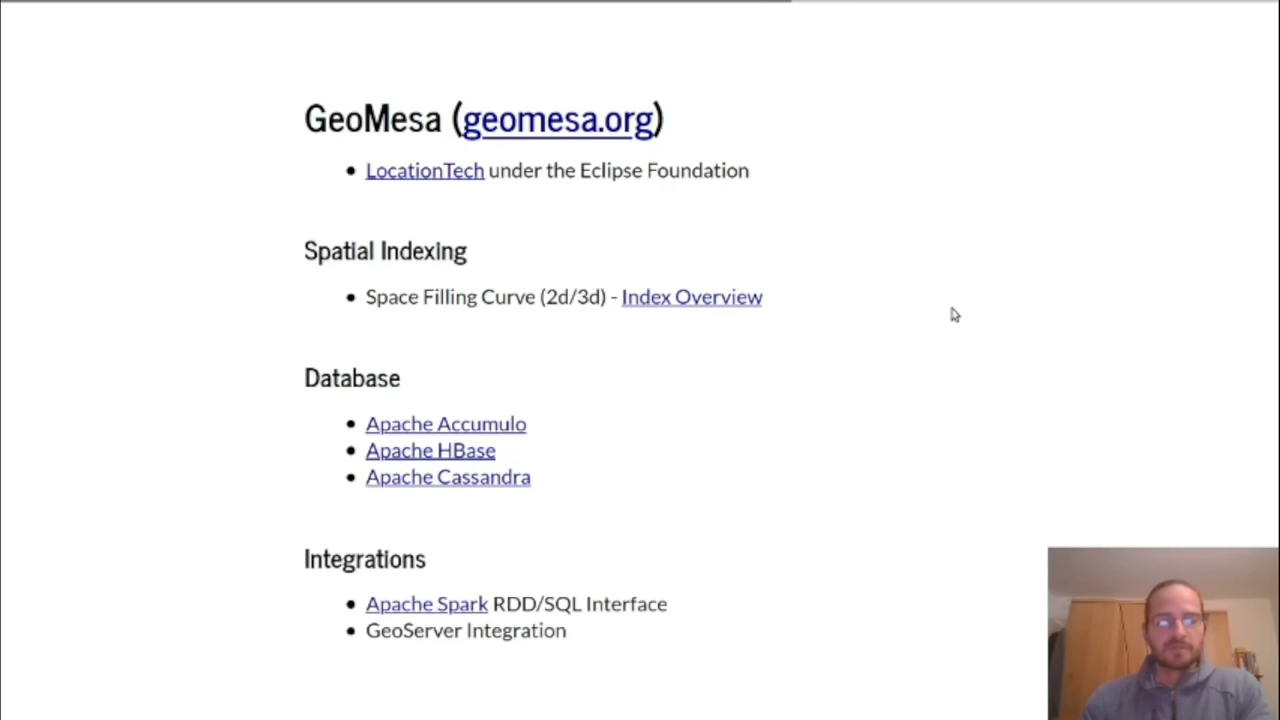 GeoMesa (geomesa.org)
• LocationTech under the Eclipse Foundation
Spatial Indexing
• Space Filling Curve (2d/3d) - Index Overview
Database
• Apache Accumulo
• Apache HBase
• Apache Cassandra
Integrations
• Apache Spark RDD/SQL Interface
• GeoServer Integration